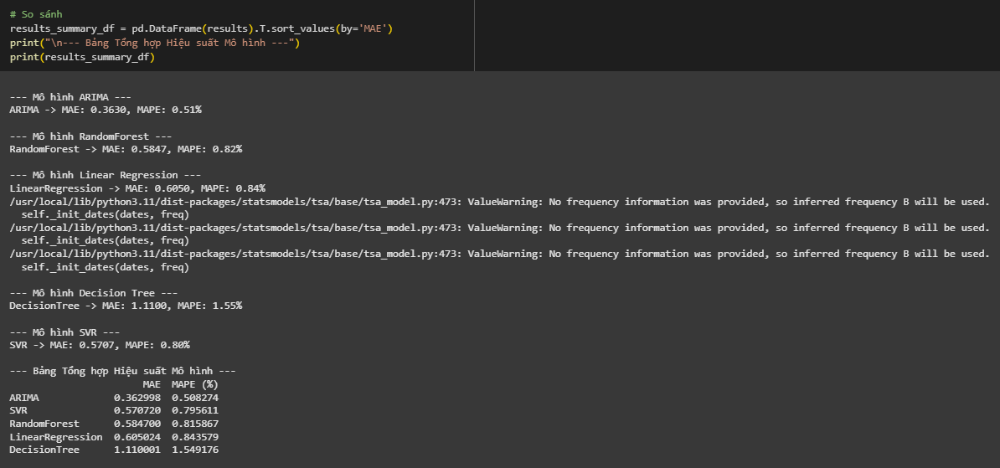 # So sánh
results_summary_df = pd.DataFrame(results).T.sort_values(by='MAE')
print("\n--- Bảng Tổng hợp Hiệu suất Mô hình ---")
print(results_summary_df)
--- Mô hình ARIMA ---
ARIMA -> MAE: 0.3630, MAPE: 0.51%
--- Mô hình RandomForest ---
RandomForest -> MAE: 0.5847, MAPE: 0.82%
--- Mô hình Linear Regression ---
LinearRegression -> MAE: 0.6050, MAPE: 0.84%
/usr/local/lib/python3.11/dist-packages/statsmodels/tsa/base/tsa_model.py:473: ValueWarning: No frequency information was provided, so inferred frequency B will be used.
  self._init_dates(dates, freq)
/usr/local/lib/python3.11/dist-packages/statsmodels/tsa/base/tsa_model.py:473: ValueWarning: No frequency information was provided, so inferred frequency B will be used.
  self._init_dates(dates, freq)
/usr/local/lib/python3.11/dist-packages/statsmodels/tsa/base/tsa_model.py:473: ValueWarning: No frequency information was provided, so inferred frequency B will be used.
  self._init_dates(dates, freq)
--- Mô hình Decision Tree ---
DecisionTree -> MAE: 1.1100, MAPE: 1.55%
--- Mô hình SVR ---
SVR -> MAE: 0.5707, MAPE: 0.80%
--- Bảng Tổng hợp Hiệu suất Mô hình ---
                       MAE  MAPE (%)
ARIMA             0.362998  0.508274
SVR               0.570720  0.795611
RandomForest      0.584700  0.815867
LinearRegression  0.605024  0.843579
DecisionTree      1.110001  1.549176